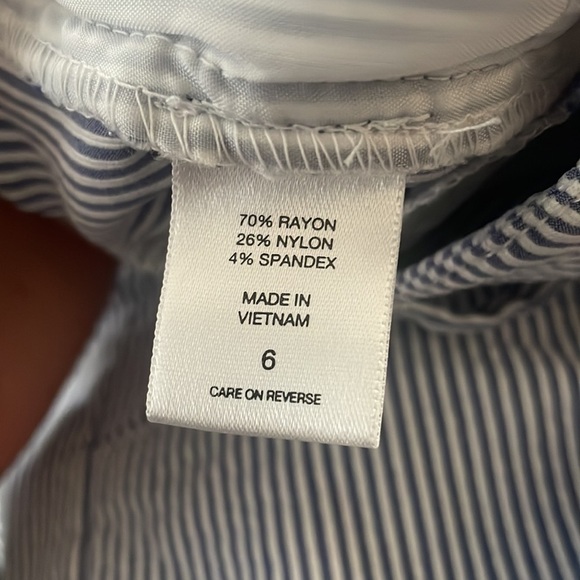 70% RAYON
26% NYLON
4% SPANDEX
MADE IN
VIETNAM
6
CARE ON REVERSE